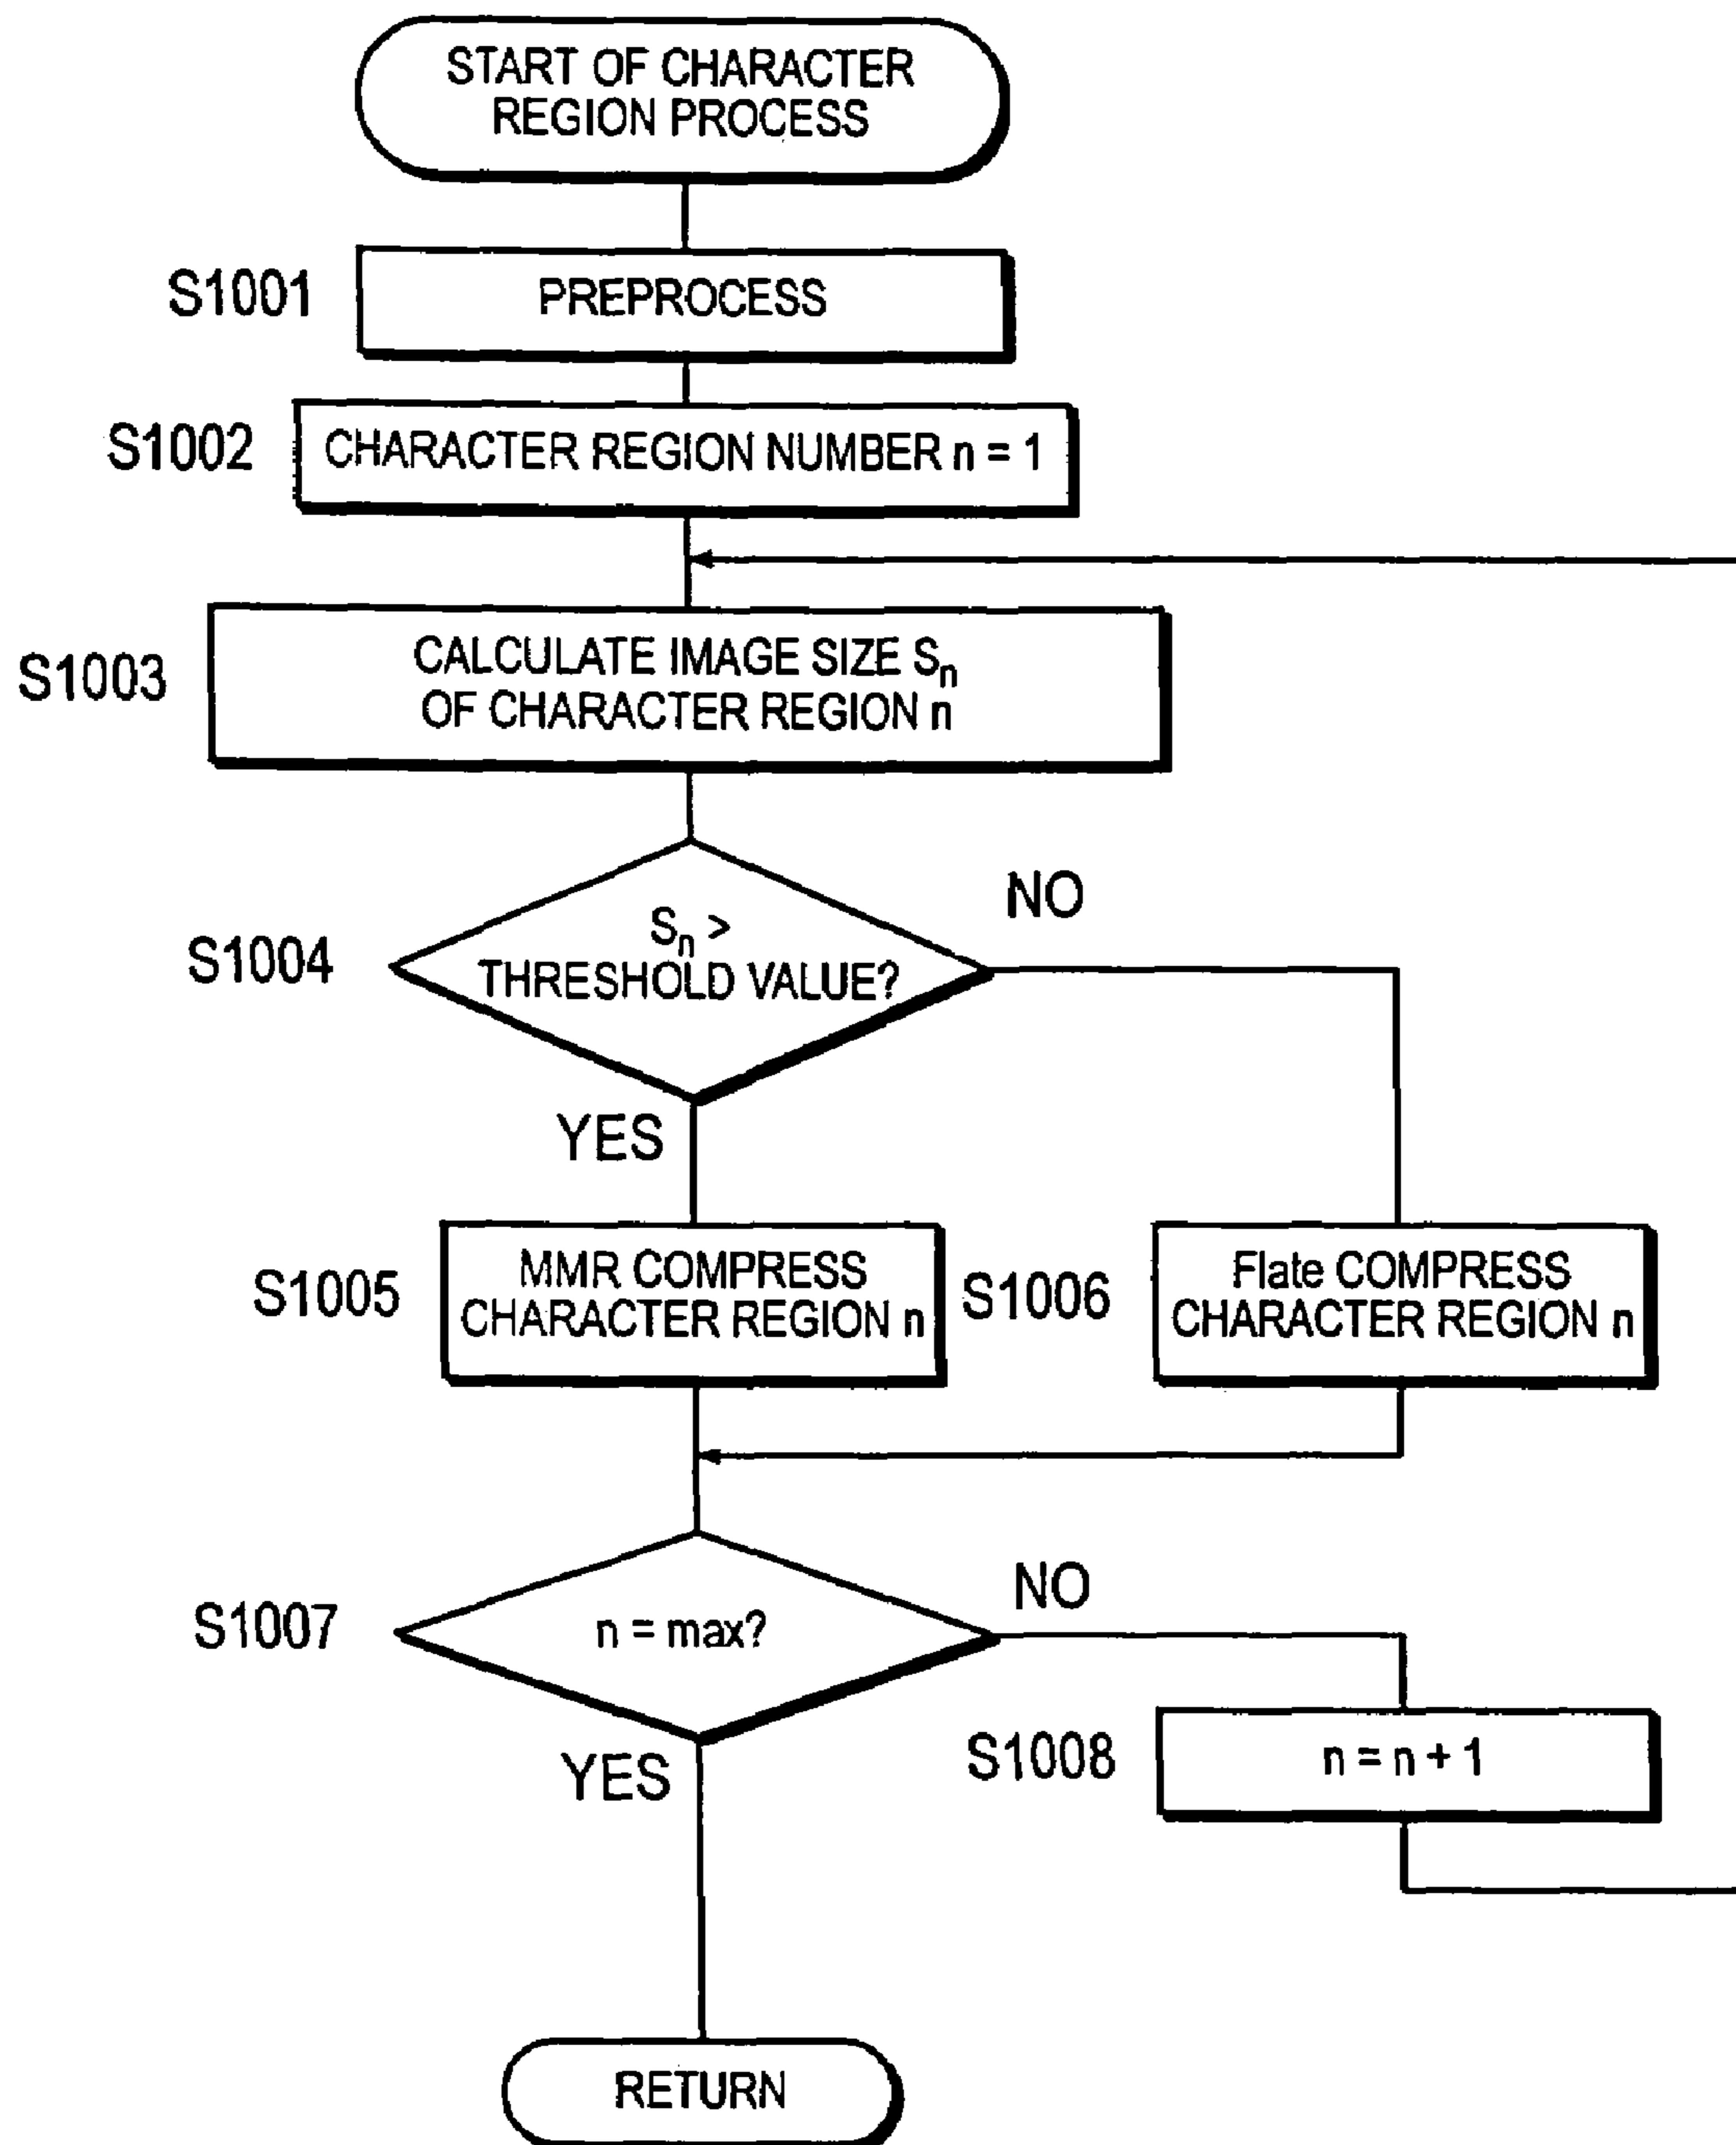 START OF CHARACTER
REGION PROCESS
S1001
PREPROCESS
S1002
CHARACTER REGION NUMBER n = 1
S1003
CALCULATE IMAGE SIZE Sn
OF CHARACTER REGION n
S1004
Sn >
THRESHOLD VALUE?
NO
YES
S1005
MMR COMPRESS
CHARACTER REGION n
S1006
Flate COMPRESS
CHARACTER REGION n
S1007
n = max?
NO
YES
S1008
n = n + 1
RETURN